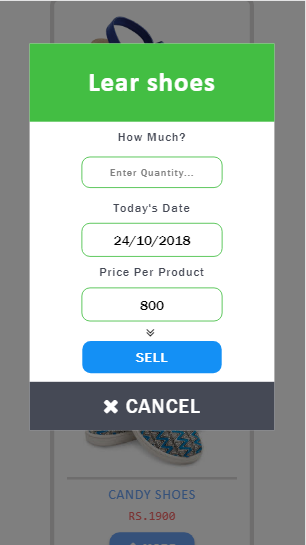 Lear shoes
How Much?
Enter Quantity...
Today's Date
24/10/2018
Price Per Product
800
SELL
✖ CANCEL
CANDY SHOES
RS.1900
MORE